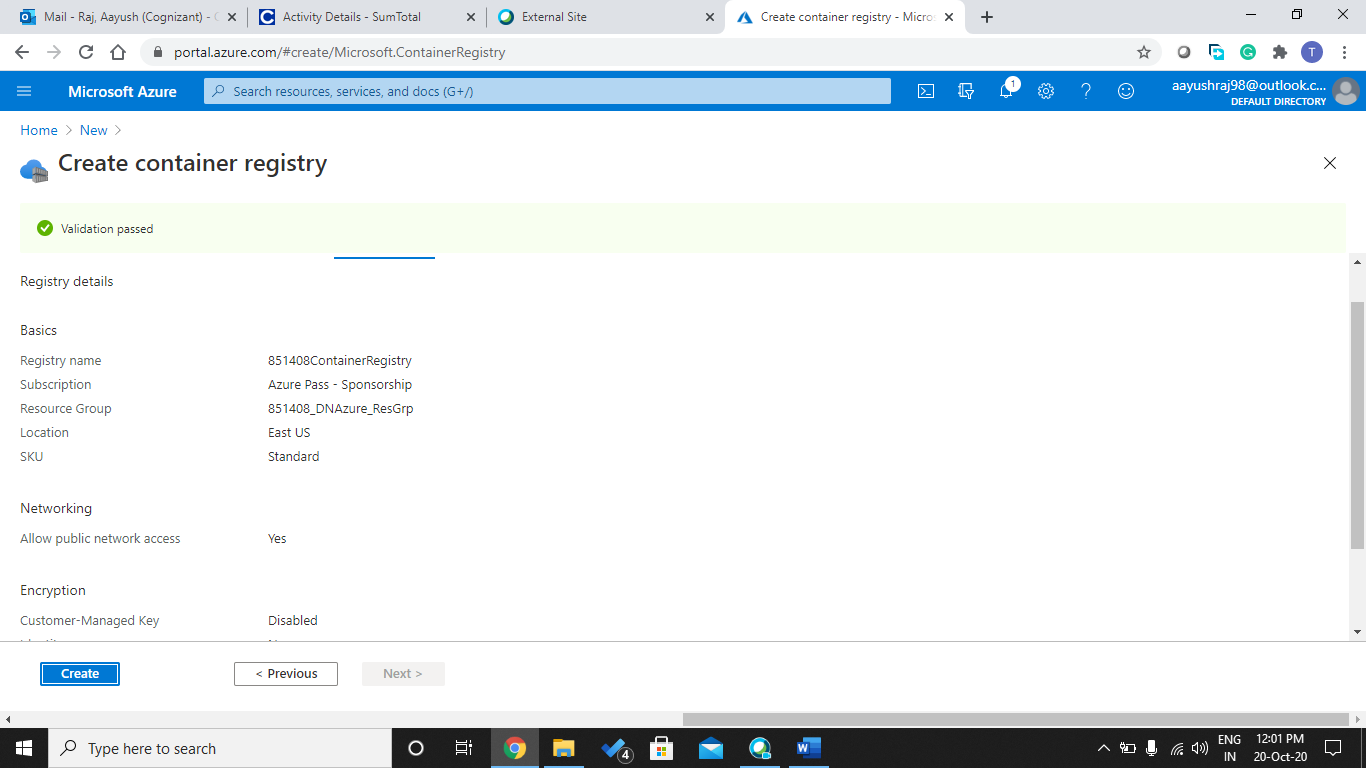 Mail - Raj, Aayush (Cognizant) -
Activity Details - SumTotal
External Site
Create container registry - Micro
portal.azure.com/#create/Microsoft.ContainerRegistry
T
Microsoft Azure
Search resources, services, and docs (G+/)
1
aayushraj98@outlook.c...
DEFAULT DIRECTORY
Home > New >
Create container registry
Validation passed
Registry details
Basics
Registry name 851408ContainerRegistry
Subscription Azure Pass - Sponsorship
Resource Group 851408_DNAzure_ResGrp
Location East US
SKU Standard
Networking
Allow public network access Yes
Encryption
Customer-Managed Key Disabled
Create
< Previous
Next >
Type here to search
4
ENG
IN
12:01 PM
20-Oct-20